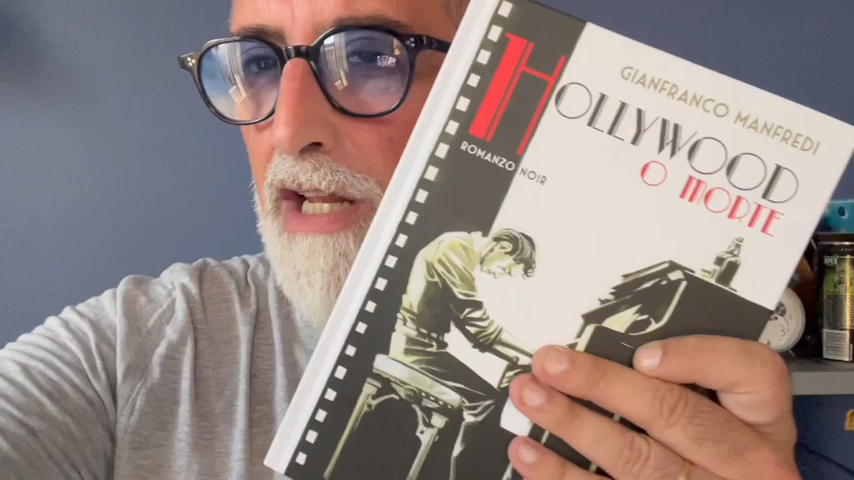 GIANFRANCO MANFREDI
HOLLYWOOD
O MORTE
ROMANZO NOIR